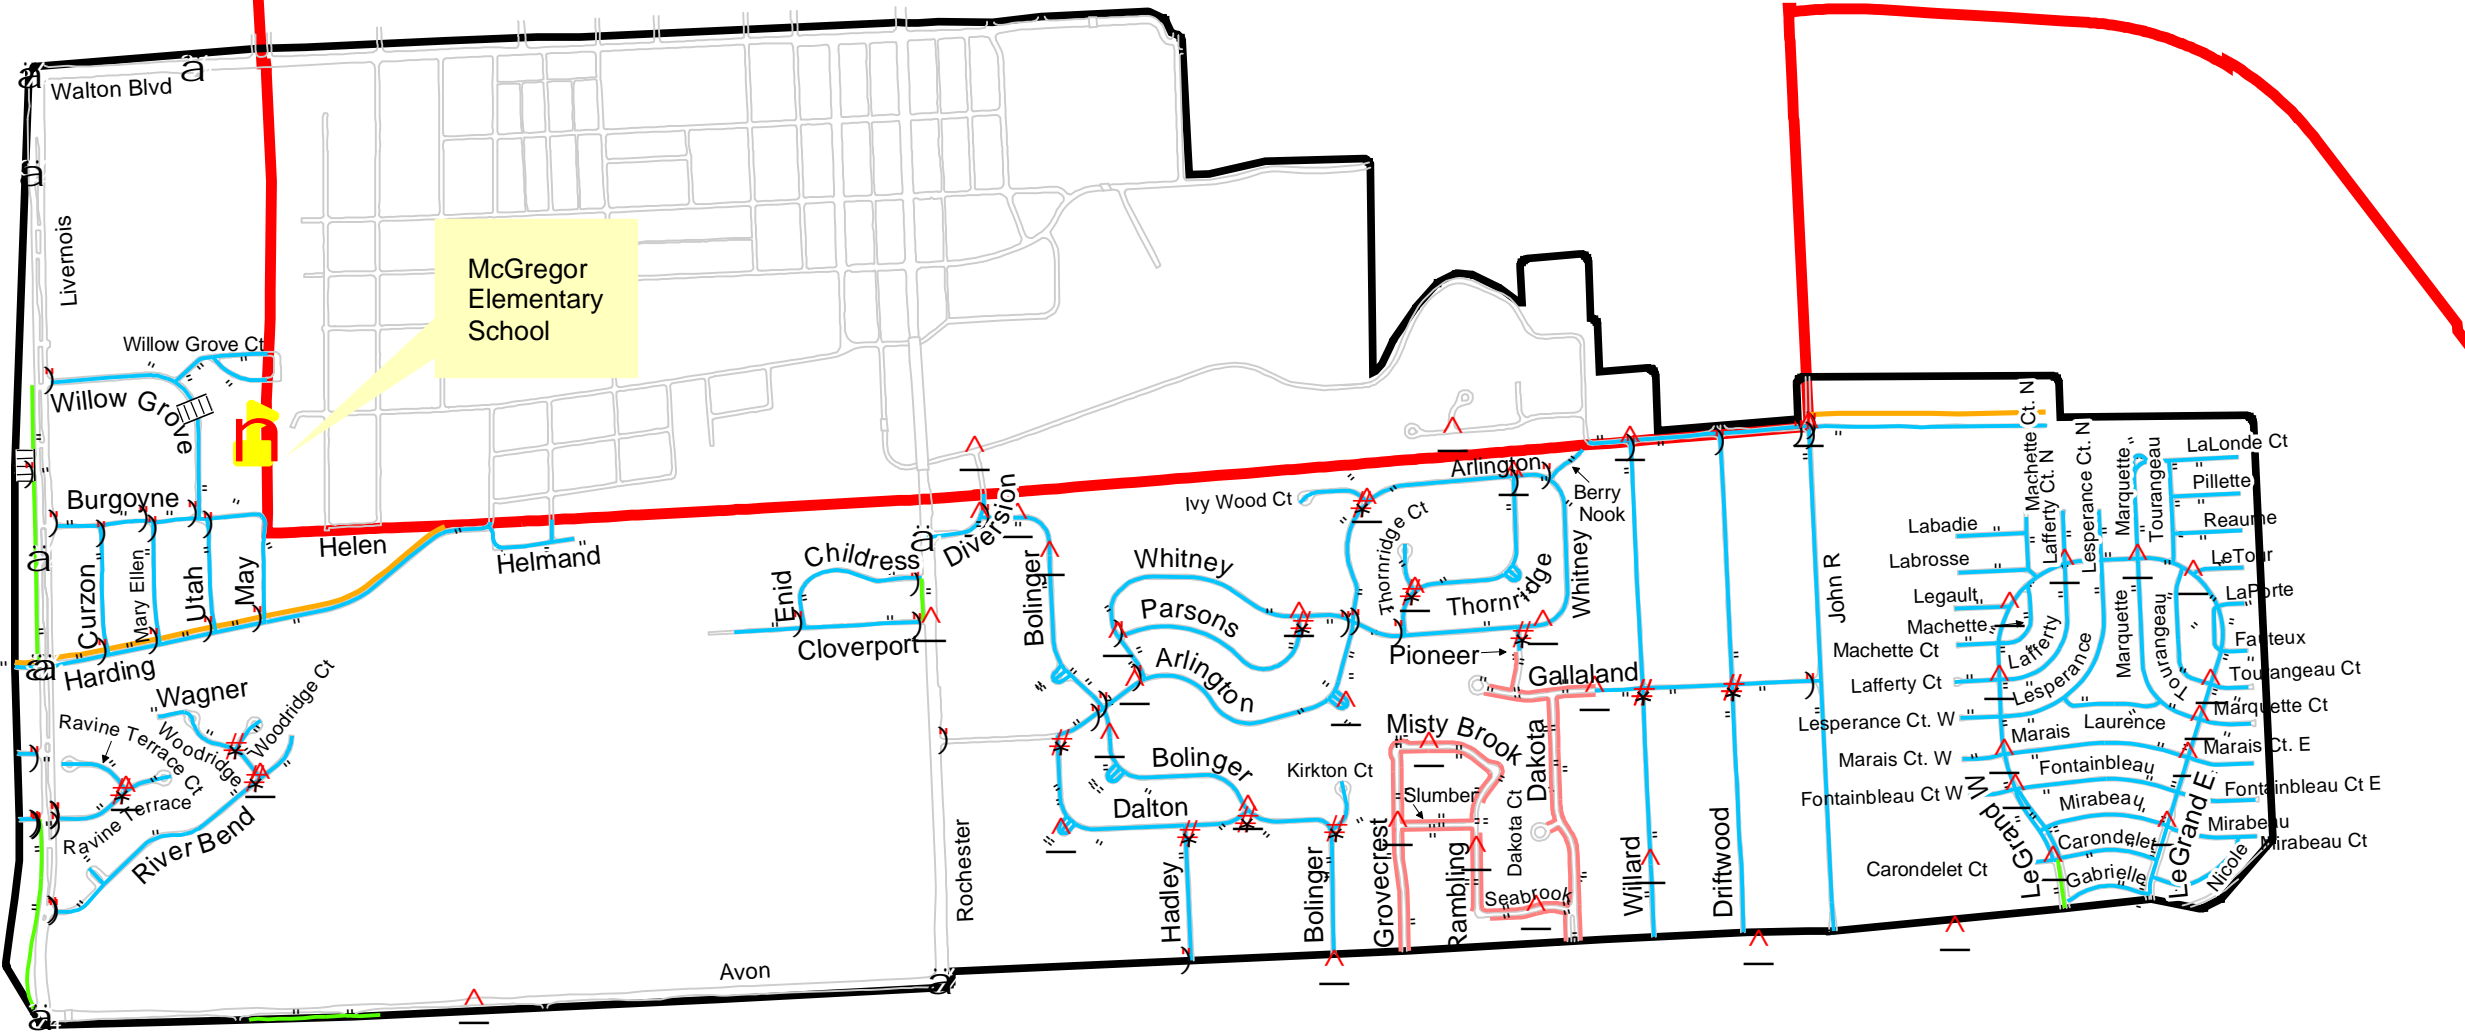 Walton Blvd
Livernois
McGregor
Elementary
School
Willow Grove Ct
Willow Grove
Burgoyne
Curzon
Mary Ellen
Utah
May
Helen
Harding
Helmand
Wagner
Ravine Terrace Ct
Woodridge
Woodridge Ct
Ravine Terrace
River Bend
Enid
Childress
Cloverport
Diversion
Bolinger
Whitney
Parsons
Arlington
Ivy Wood Ct
Arlington
Thornridge Ct
Thornridge
Whitney
Berry
Nook
Pioneer
Gallaland
Misty Brook
Dakota
Dakota Ct
Slumber
Seabrook
Grovecrest
Rambling
Bolinger
Dalton
Kirkton Ct
Hadley
Bolinger
Rochester
Avon
Willard
Driftwood
John R
Machette Ct. N
Lafferty Ct. N
Lesperance Ct. N
Marquette
Tourangeau
LaLonde Ct
Pillette
Reaume
LeTour
LaPorte
Fauteux
Tourangeau Ct
Marquette Ct
Marais Ct. E
Fontainbleau Ct E
Mirabeau
Mirabeau Ct
Nicole
Labadie
Labrosse
Legault
Machette
Machette Ct
Lafferty Ct
Lesperance Ct. W
Marais Ct. W
Fontainbleau Ct W
Carondelet Ct
Lafferty
Lesperance
Marquette
Tourangeau
Tour
Laurence
Marais
Fontainbleau
Mirabeau
Carondelet
Gabrielle
LeGrand W
LeGrand E